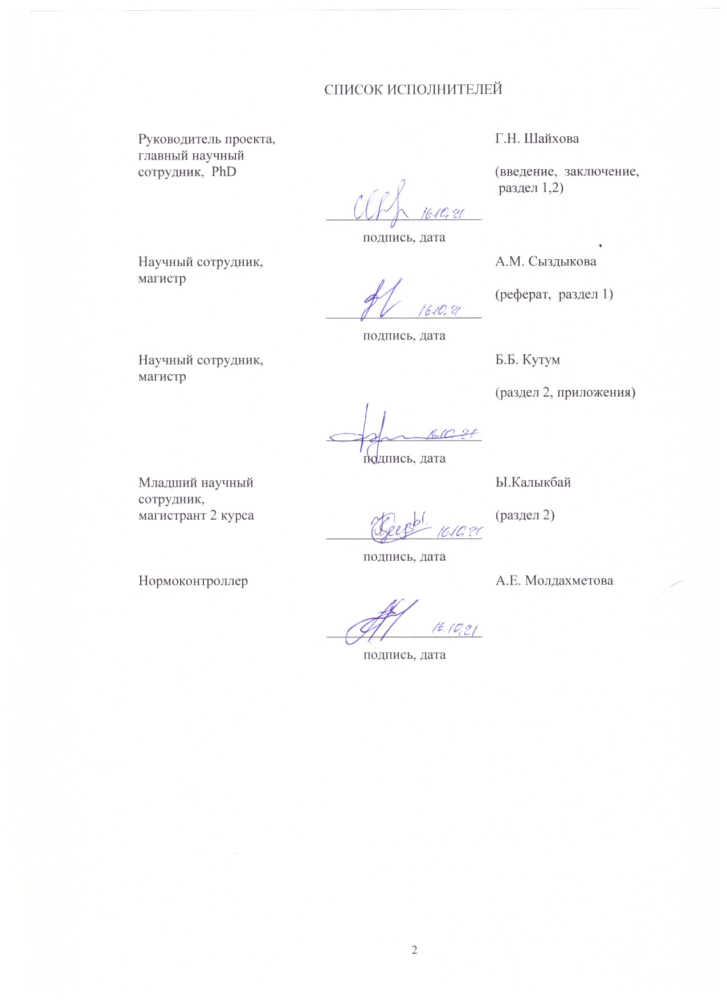 СПИСОК ИСПОЛНИТЕЛЕЙ
Руководитель проекта,
главный научный
сотрудник, PhD
Г.Н. Шайхова
(введение, заключение,
раздел 1,2)
16.10.21
подпись, дата
Научный сотрудник,
магистр
А.М. Сыздыкова
(реферат, раздел 1)
16.10.21
подпись, дата
Научный сотрудник,
магистр
Б.Б. Кутум
(раздел 2, приложения)
16.10.21
подпись, дата
Младший научный
сотрудник,
магистрант 2 курса
Ы.Калыкбай
(раздел 2)
16.10.21
подпись, дата
Нормоконтроллер
А.Е. Молдахметова
16.10.21
подпись, дата
2